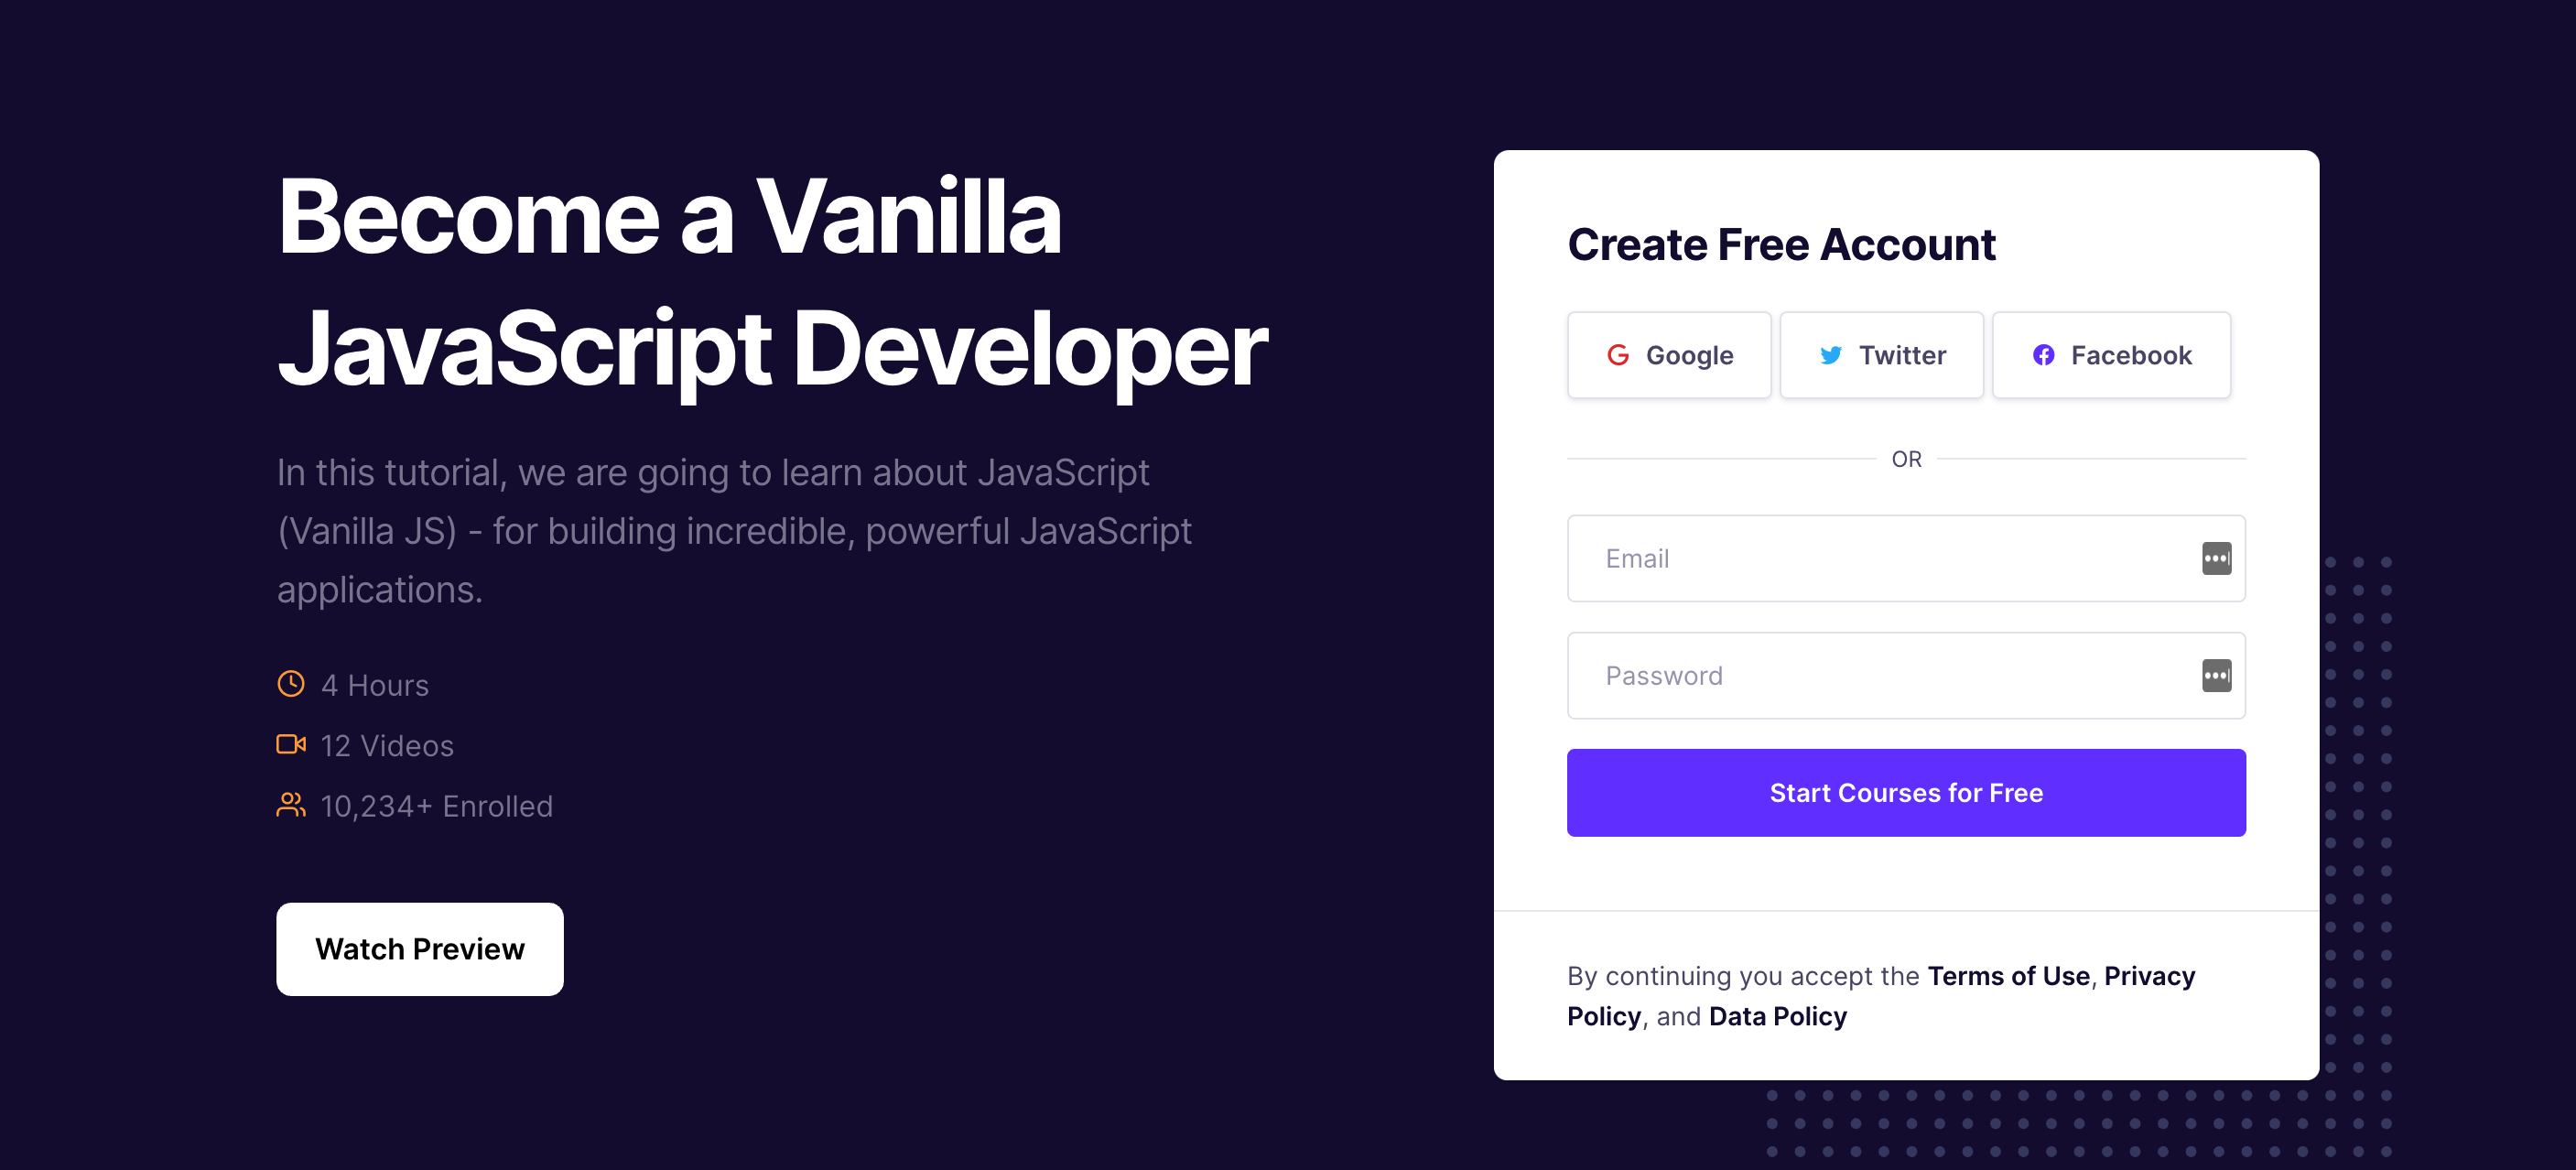 Become a Vanilla
JavaScript Developer
In this tutorial, we are going to learn about JavaScript
(Vanilla JS) - for building incredible, powerful JavaScript
applications.
4 Hours
12 Videos
10,234+ Enrolled
Watch Preview
Create Free Account
Google
Twitter
Facebook
OR
Email
Password
Start Courses for Free
By continuing you accept the Terms of Use, Privacy
Policy, and Data Policy